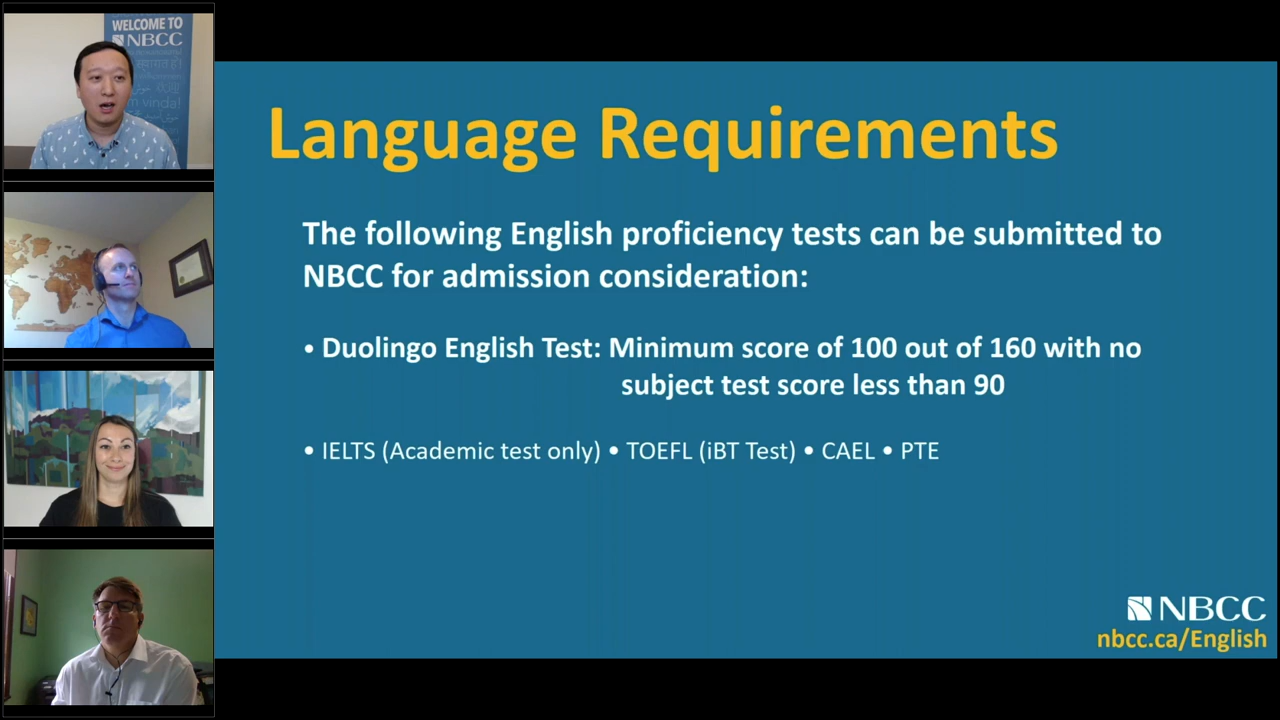 WELCOME TO
NBCC
Language Requirements
The following English proficiency tests can be submitted to
NBCC for admission consideration:
• Duolingo English Test: Minimum score of 100 out of 160 with no
subject test score less than 90
• IELTS (Academic test only) • TOEFL (iBT Test) • CAEL • PTE
NBCC
nbcc.ca/English